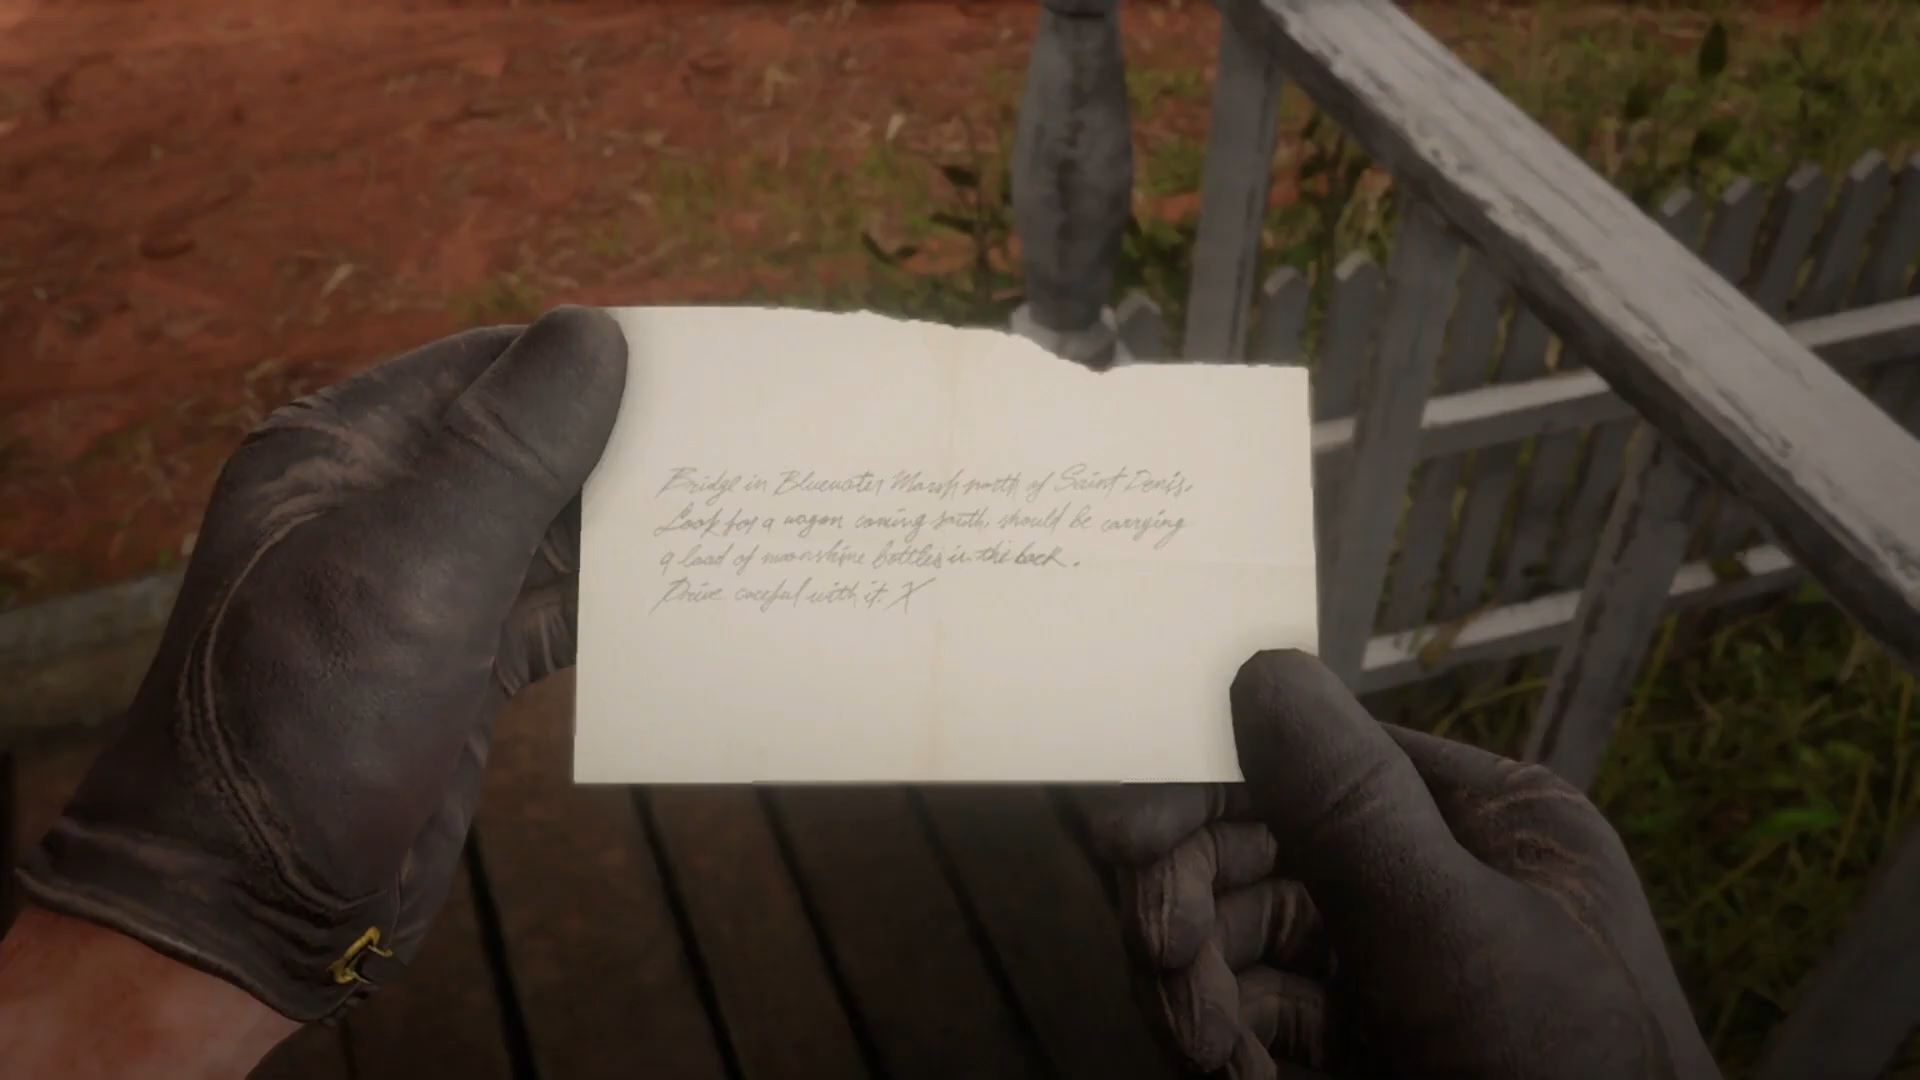 Bridge in Bluewater Marsh north of Saint Denis.
Look for a wagon coming south, should be carrying
a load of moonshine bottles in the back.
Drive careful with it. X